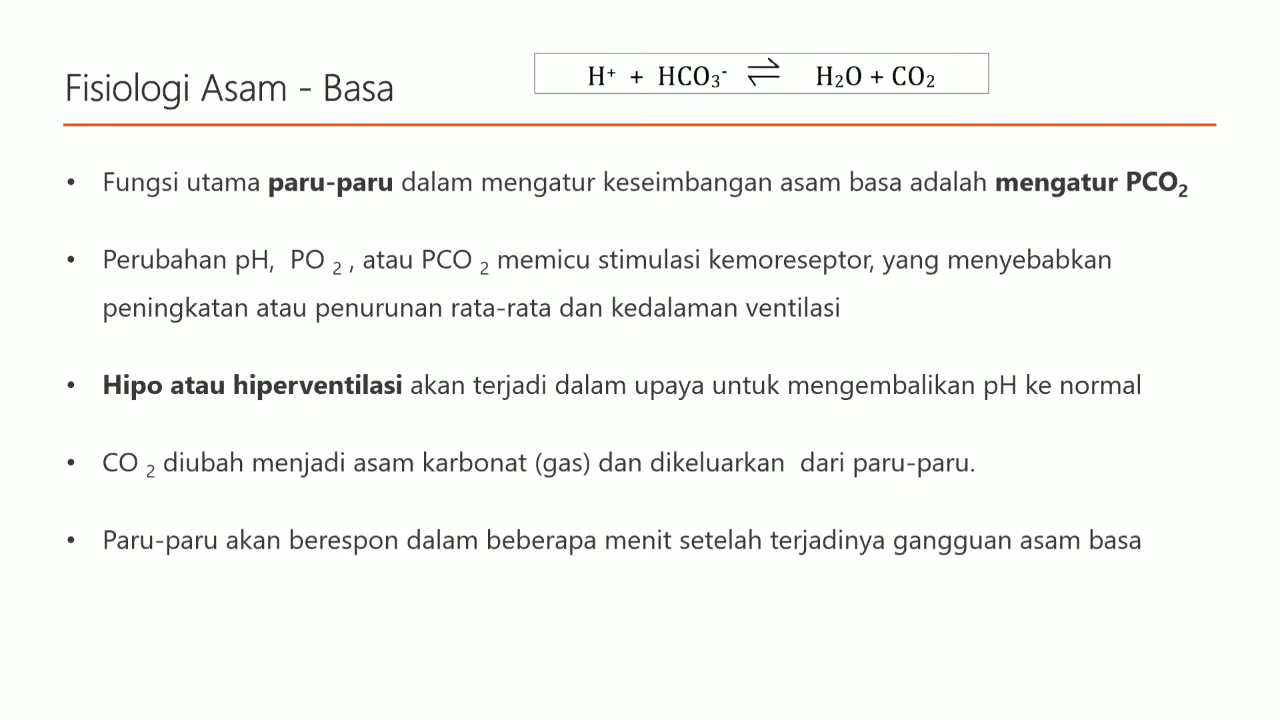 Fisiologi Asam - Basa
H⁺ + HCO₃⁻ ⇌ H₂O + CO₂
• Fungsi utama paru-paru dalam mengatur keseimbangan asam basa adalah mengatur PCO₂
• Perubahan pH, PO ₂ , atau PCO ₂ memicu stimulasi kemoreseptor, yang menyebabkan
peningkatan atau penurunan rata-rata dan kedalaman ventilasi
• Hipo atau hiperventilasi akan terjadi dalam upaya untuk mengembalikan pH ke normal
• CO ₂ diubah menjadi asam karbonat (gas) dan dikeluarkan dari paru-paru.
• Paru-paru akan berespon dalam beberapa menit setelah terjadinya gangguan asam basa